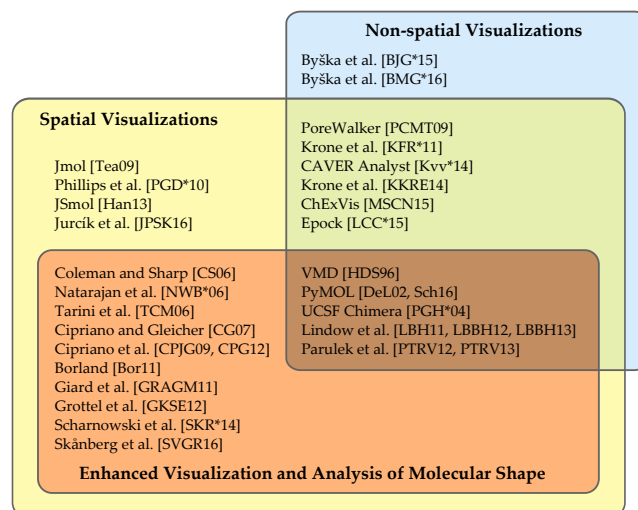 Non-spatial Visualizations
Byška et al. [BJG*15]
Byška et al. [BMG*16]
Spatial Visualizations
Jmol [Tea09]
Phillips et al. [PGD*10]
JSmol [Han13]
Jurcík et al. [JPSK16]
PoreWalker [PCMT09]
Krone et al. [KFR*11]
CAVER Analyst [Kvv*14]
Krone et al. [KKRE14]
ChExVis [MSCN15]
Epock [LCC*15]
Coleman and Sharp [CS06]
Natarajan et al. [NWB*06]
Tarini et al. [TCM06]
Cipriano and Gleicher [CG07]
Cipriano et al. [CPJG09, CPG12]
Borland [Bor11]
Giard et al. [GRAGM11]
Grottel et al. [GKSE12]
Scharnowski et al. [SKR*14]
Skånberg et al. [SVGR16]
VMD [HDS96]
PyMOL [DeL02, Sch16]
UCSF Chimera [PGH*04]
Lindow et al. [LBH11, LBBH12, LBBH13]
Parulek et al. [PTRV12, PTRV13]
Enhanced Visualization and Analysis of Molecular Shape